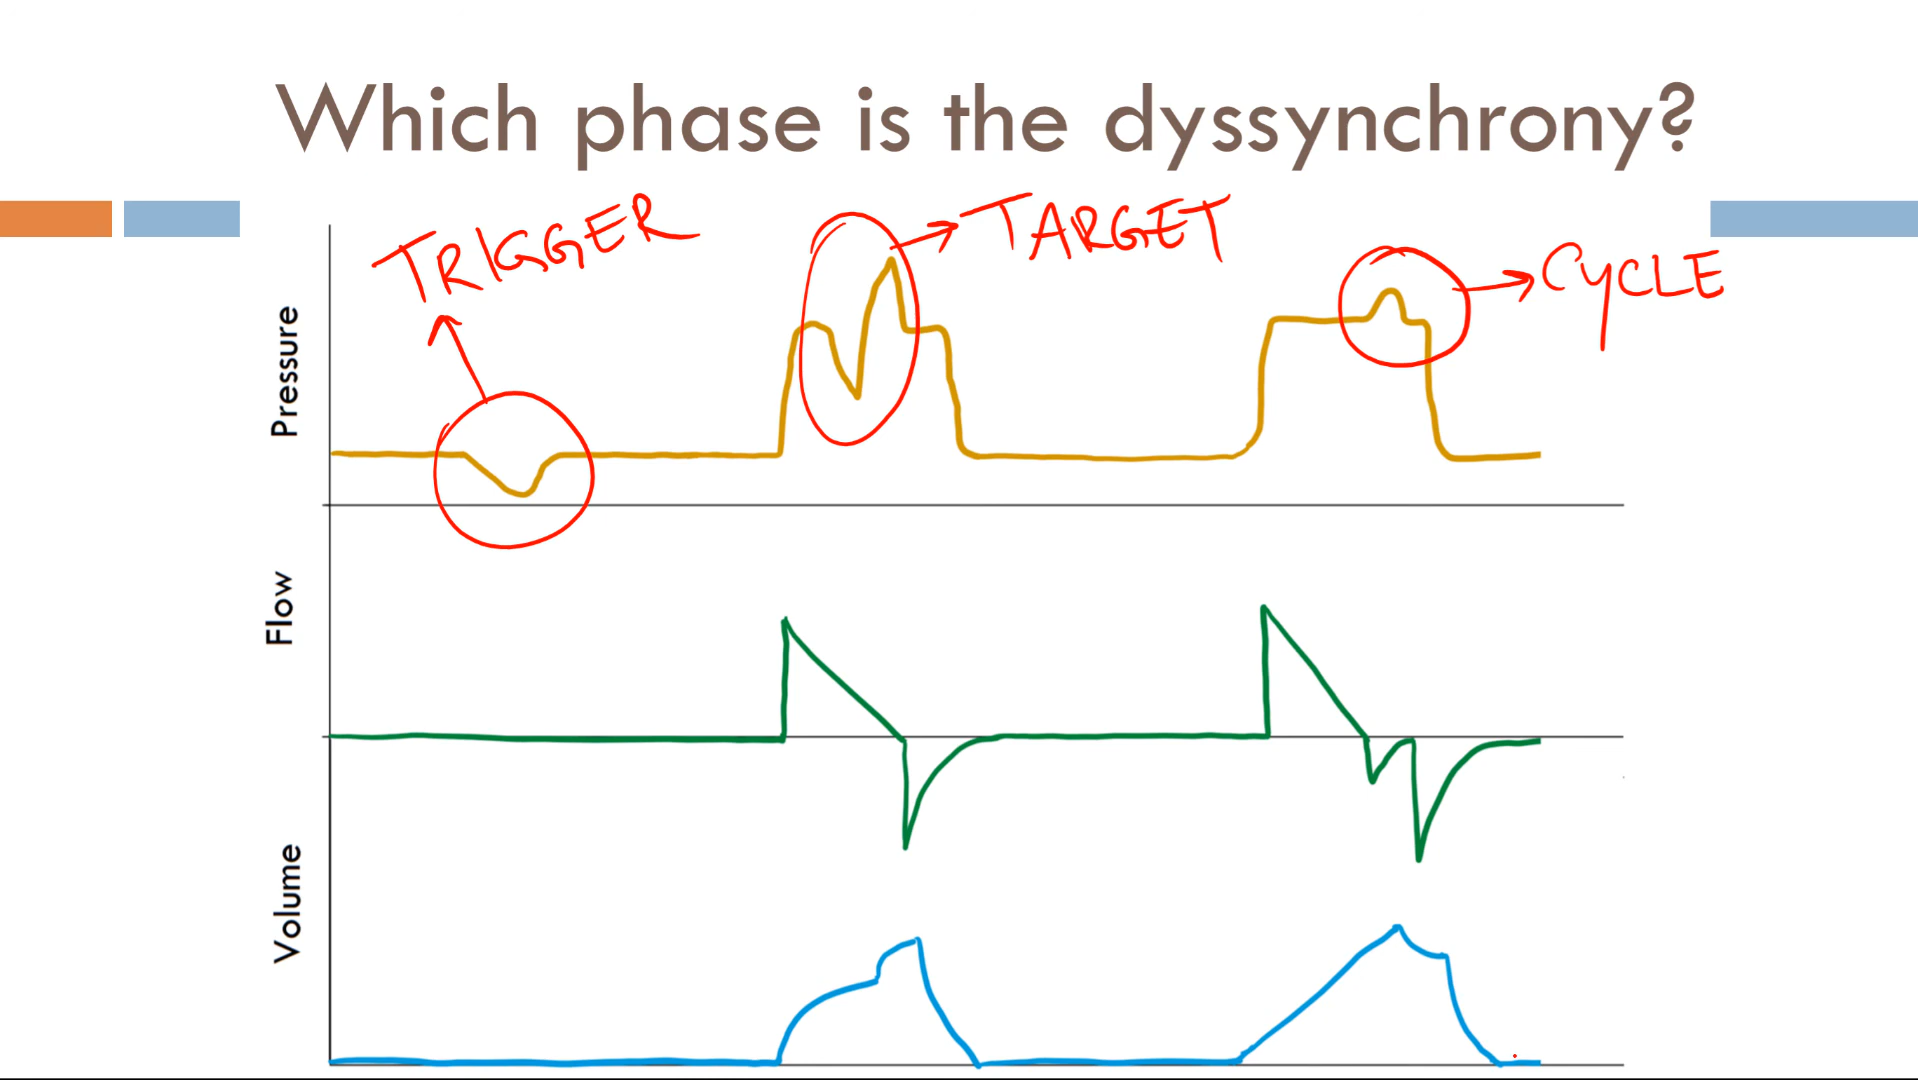 Which phase is the dyssynchrony?
TRIGGER
TARGET
CYCLE
Pressure
Flow
Volume